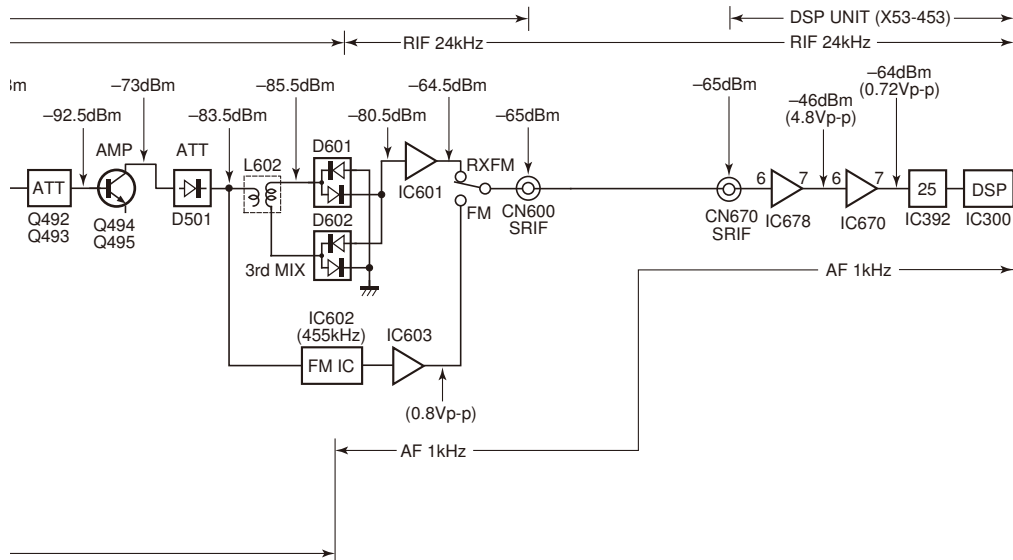 DSP UNIT (X53-453)
RIF 24kHz
RIF 24kHz
–73dBm
–85.5dBm
–64.5dBm
–64dBm
(0.72Vp-p)
–92.5dBm
–83.5dBm
–80.5dBm
–65dBm
–65dBm
–46dBm
(4.8Vp-p)
AMP
ATT
L602
D601
RXFM
ATT
IC601
6
7
6
7
25
DSP
Q492
Q493
Q494
Q495
D501
D602
FM
CN600
SRIF
CN670
SRIF
IC678
IC670
IC392
IC300
3rd MIX
AF 1kHz
IC602
(455kHz)
IC603
FM IC
(0.8Vp-p)
AF 1kHz